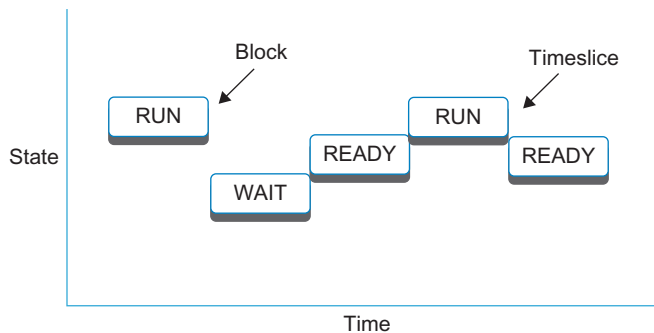 Block
Timeslice
RUN
RUN
State
READY
READY
WAIT
Time